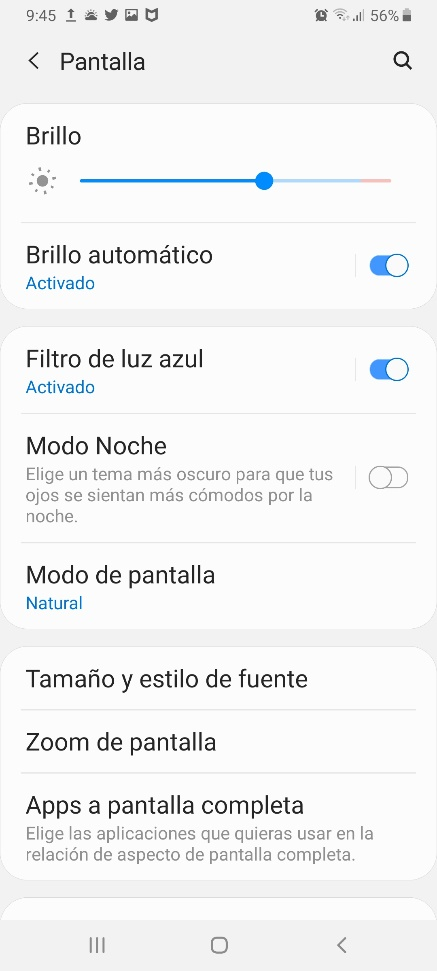 9:45 56%
Pantalla
Brillo
Brillo automático
Activado
Filtro de luz azul
Activado
Modo Noche
Elige un tema más oscuro para que tus
ojos se sientan más cómodos por la
noche.
Modo de pantalla
Natural
Tamaño y estilo de fuente
Zoom de pantalla
Apps a pantalla completa
Elige las aplicaciones que quieras usar en la
relación de aspecto de pantalla completa.